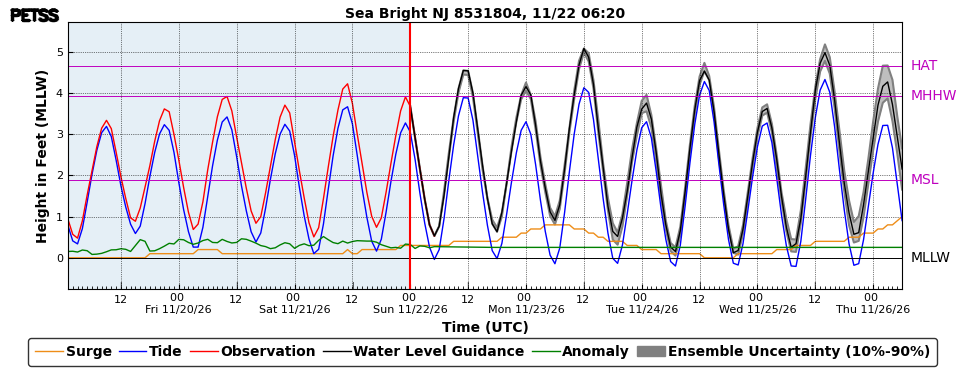 PETSS
Sea Bright NJ 8531804, 11/22 06:20
Height in Feet (MLLW)
5
4
3
2
1
0
HAT
MHHW
MSL
MLLW
12 00 12 00 12 00 12 00 12 00 12 00 12 00
Fri 11/20/26 Sat 11/21/26 Sun 11/22/26 Mon 11/23/26 Tue 11/24/26 Wed 11/25/26 Thu 11/26/26
Time (UTC)
Surge Tide Observation Water Level Guidance Anomaly Ensemble Uncertainty (10%-90%)